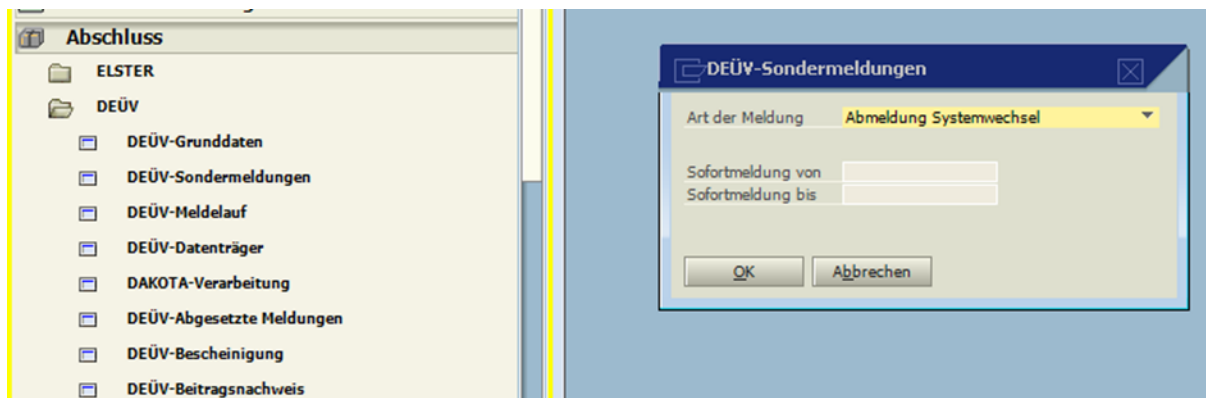 Abschluss
ELSTER
DEÜV
DEÜV-Grunddaten
DEÜV-Sondermeldungen
DEÜV-Meldelauf
DEÜV-Datenträger
DAKOTA-Verarbeitung
DEÜV-Abgesetzte Meldungen
DEÜV-Bescheinigung
DEÜV-Beitragsnachweis
DEÜV-Sondermeldungen
Art der Meldung Abmeldung Systemwechsel
Sofortmeldung von
Sofortmeldung bis
OK Abbrechen